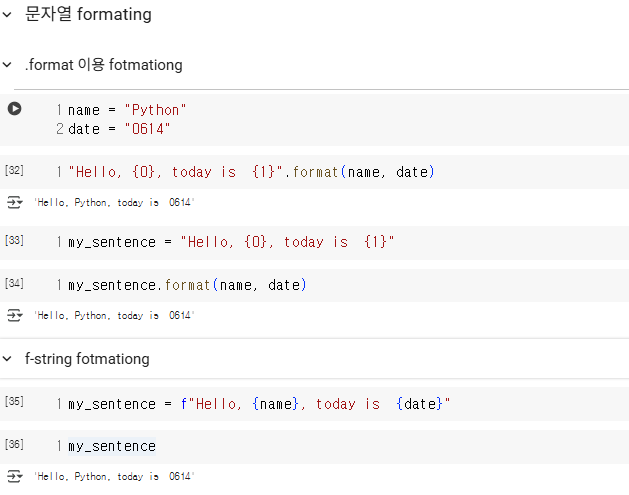 문자열 formating
.format 이용 fotmationg
1 name = "Python"
2 date = "0614"
[32] 1 "Hello, {0}, today is  {1}".format(name, date)
'Hello, Python, today is  0614'
[33] 1 my_sentence = "Hello, {0}, today is  {1}"
[34] 1 my_sentence.format(name, date)
'Hello, Python, today is  0614'
f-string fotmationg
[35] 1 my_sentence = f"Hello, {name}, today is  {date}"
[36] 1 my_sentence
'Hello, Python, today is  0614'